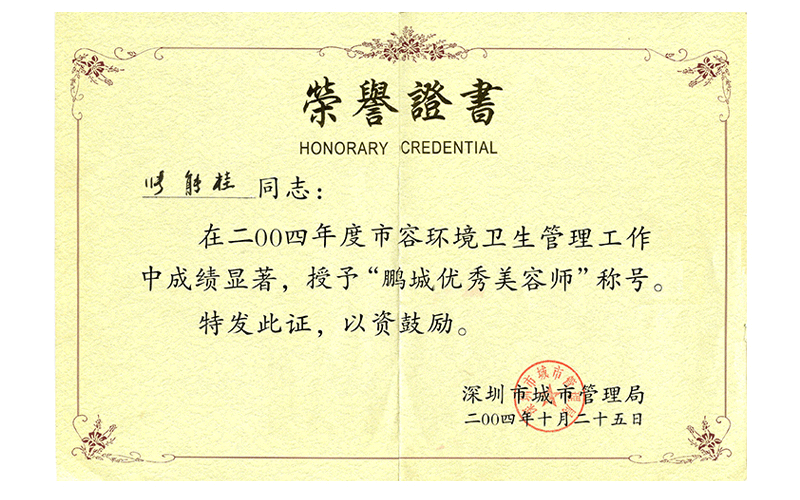 榮譽證書
HONORARY CREDENTIAL
同志：
在二00四年度市容环境卫生管理工作
中成绩显著，授予“鹏城优秀美容师”称号。
特发此证，以资鼓励。
深圳市城市管理局
二00四年十月二十五日